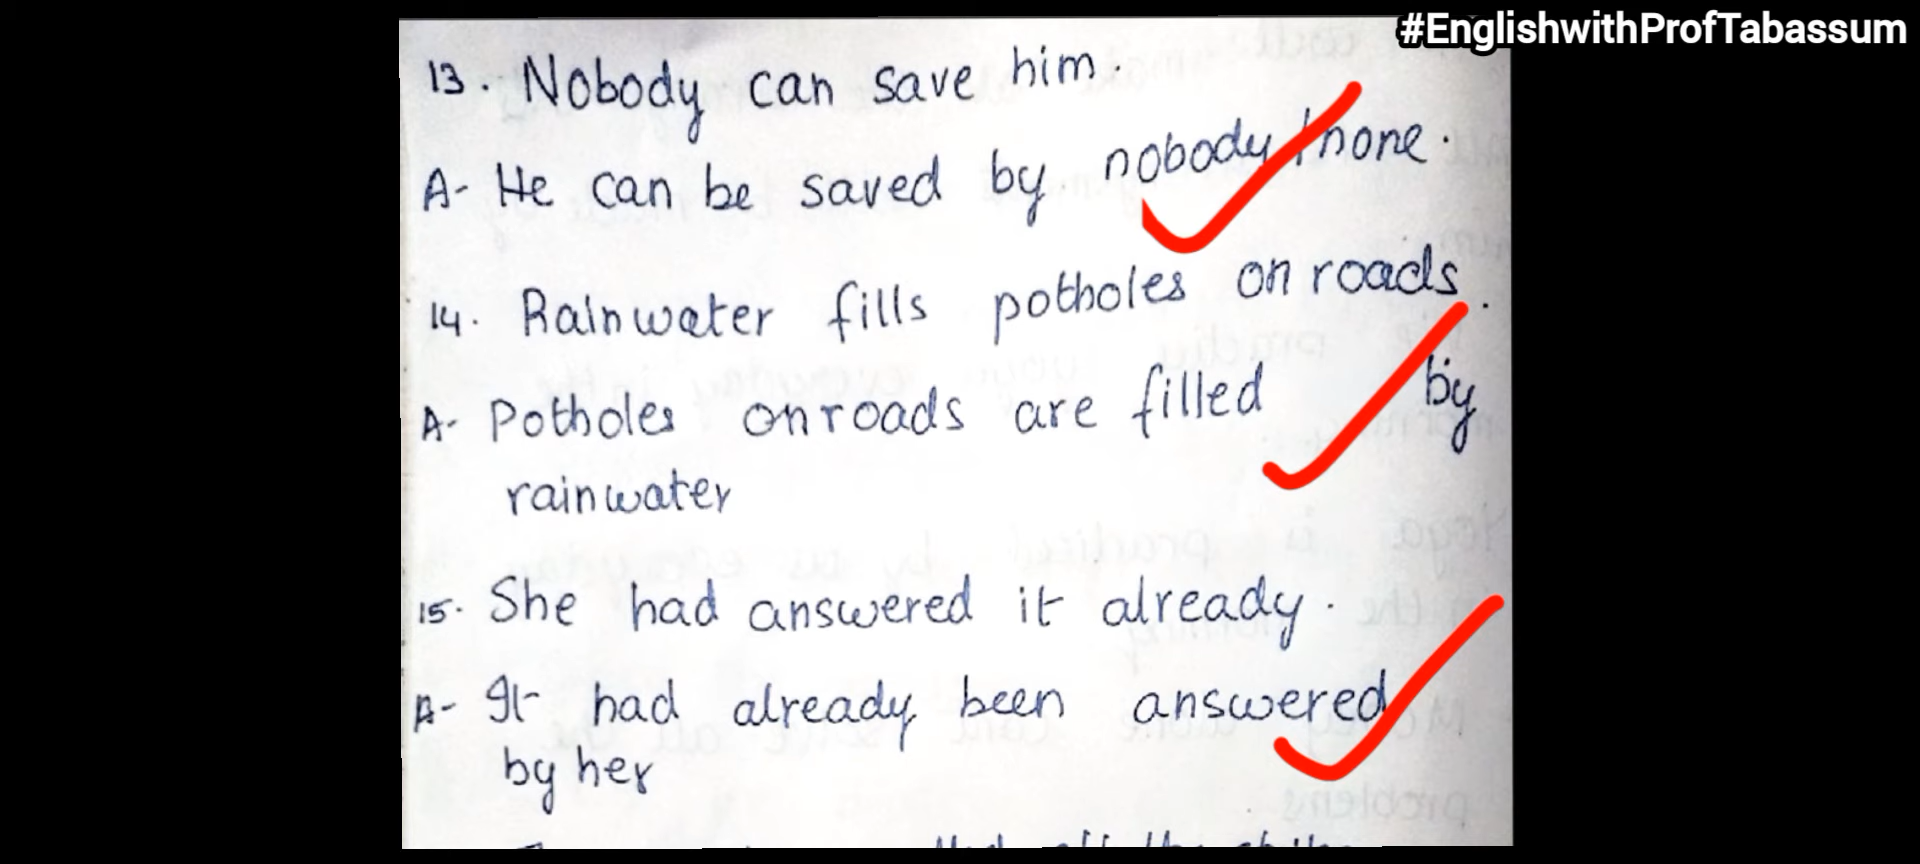 #EnglishwithProfTabassum
13. Nobody can save him.
A- He can be saved by nobody/none.
14. Rainwater fills potholes on roads.
A- Potholes on roads are filled by
rainwater
15. She had answered it already.
A- It had already been answered
by her